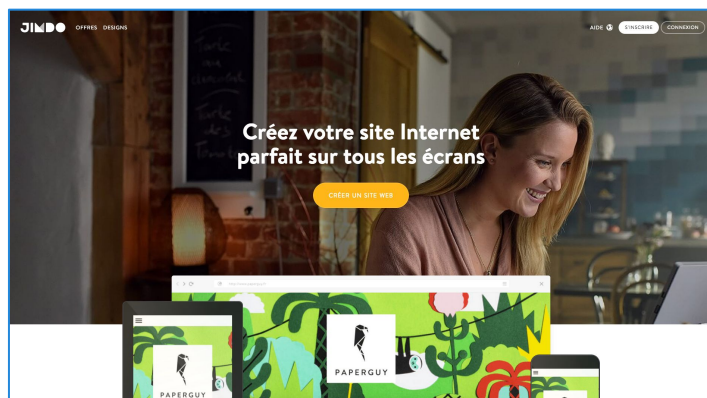 JIMDO
OFFRES DESIGNS
AIDE
S'INSCRIRE
CONNEXION
Créez votre site Internet
parfait sur tous les écrans
CRÉER UN SITE WEB
PAPERGUY
PAPERGUY